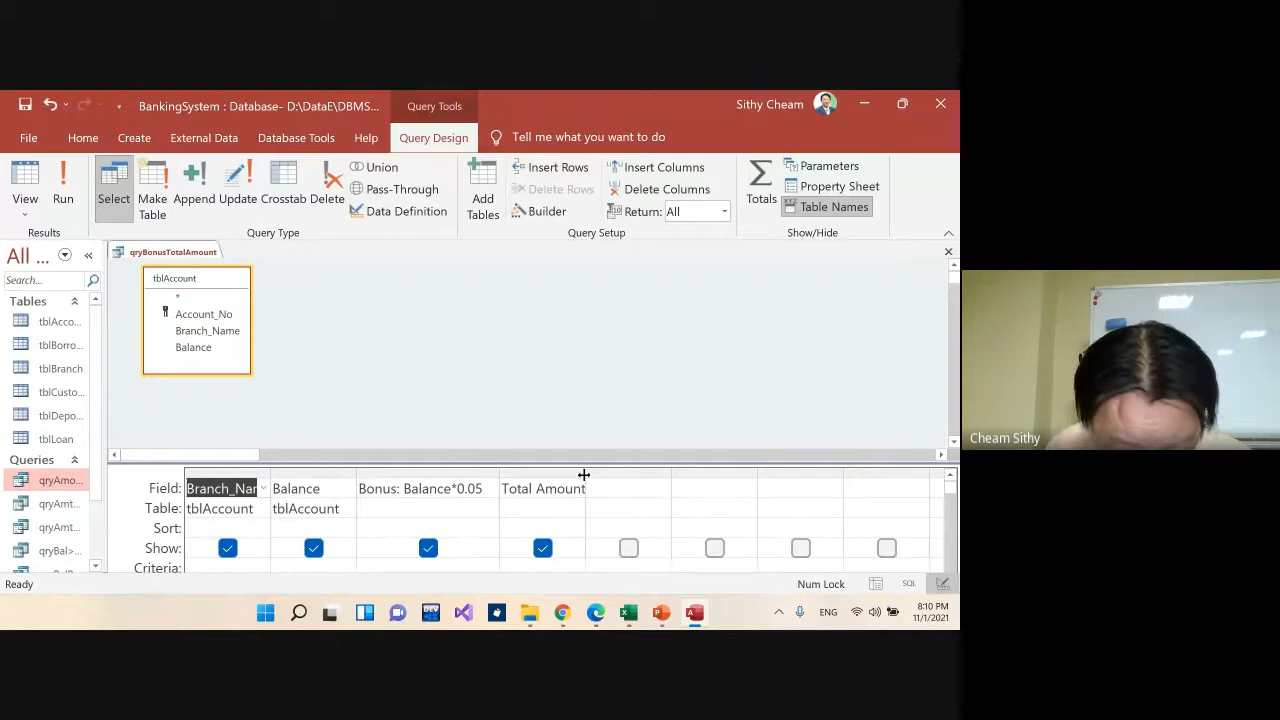 BankingSystem : Database- D:\DataE\DBMS...
Query Tools
Sithy Cheam
File
Home
Create
External Data
Database Tools
Help
Query Design
Tell me what you want to do
View
Run
Select
Make Table
Append
Update
Crosstab
Delete
Union
Pass-Through
Data Definition
Add Tables
Insert Rows
Delete Rows
Builder
Insert Columns
Delete Columns
Return: All
Totals
Parameters
Property Sheet
Table Names
Results
Query Type
Query Setup
Show/Hide
All ...
Search...
Tables
tblAcco...
tblBorro...
tblBranch
tblCusto...
tblDepo...
tblLoan
Queries
qryAmo...
qryAmt...
qryAmt...
qryBal>...
qryBonusTotalAmount
tblAccount
*
Account_No
Branch_Name
Balance
Field: Branch_Nar Balance Bonus: Balance*0.05 Total Amount
Table: tblAccount tblAccount
Sort:
Show:
Criteria:
Ready
Num Lock
SQL
ENG
8:10 PM
11/1/2021
Cheam Sithy